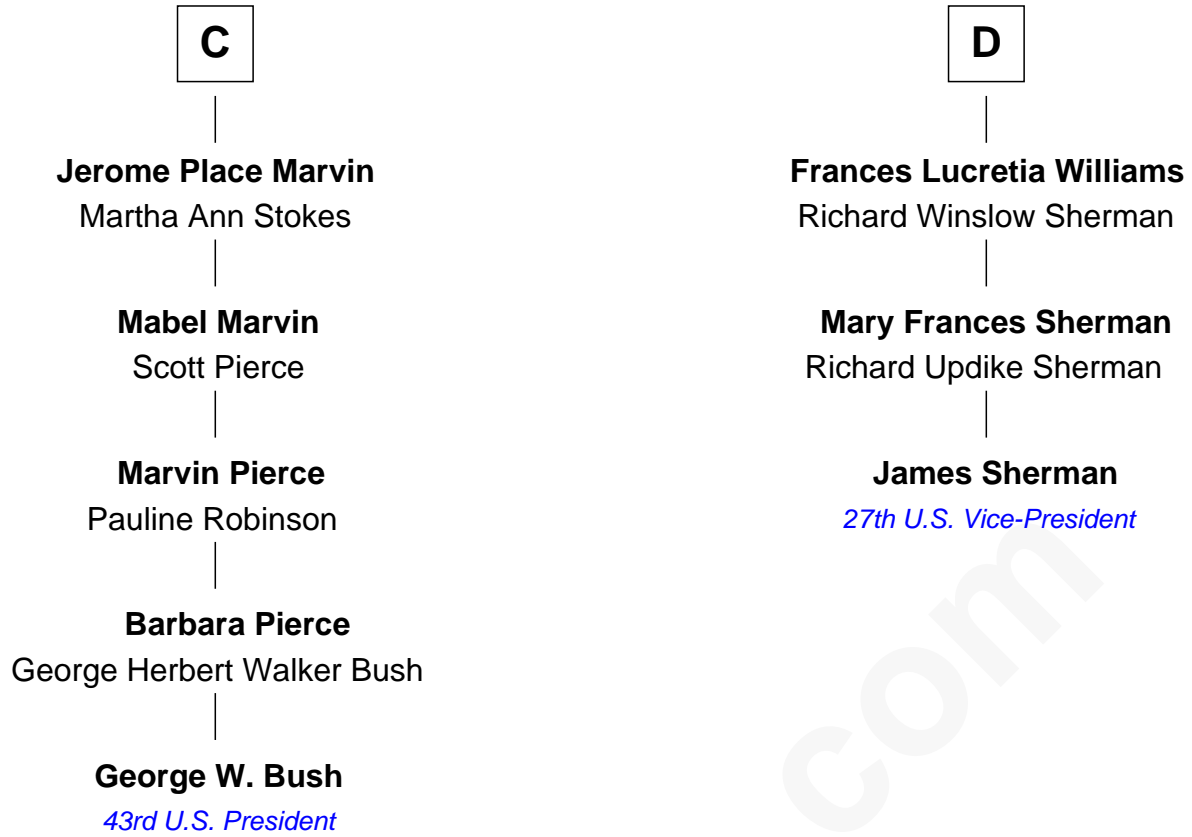 C
Jerome Place Marvin
Martha Ann Stokes
Mabel Marvin
Scott Pierce
Marvin Pierce
Pauline Robinson
Barbara Pierce
George Herbert Walker Bush
George W. Bush
43rd U.S. President
D
Frances Lucretia Williams
Richard Winslow Sherman
Mary Frances Sherman
Richard Updike Sherman
James Sherman
27th U.S. Vice-President
com